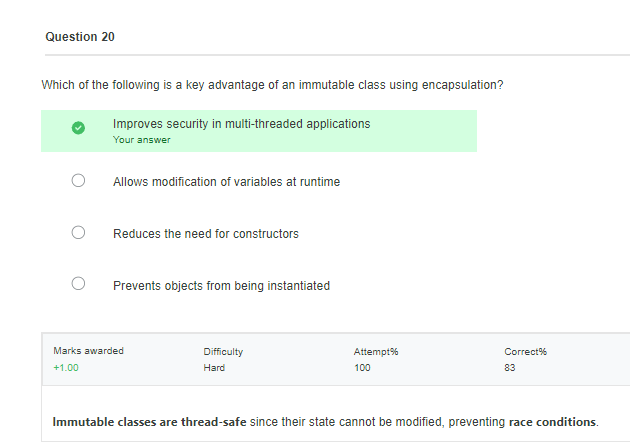 Question 20
Which of the following is a key advantage of an immutable class using encapsulation?
Improves security in multi-threaded applications
Your answer
Allows modification of variables at runtime
Reduces the need for constructors
Prevents objects from being instantiated
Marks awarded Difficulty Attempt% Correct%
+1.00 Hard 100 83
Immutable classes are thread-safe since their state cannot be modified, preventing race conditions.